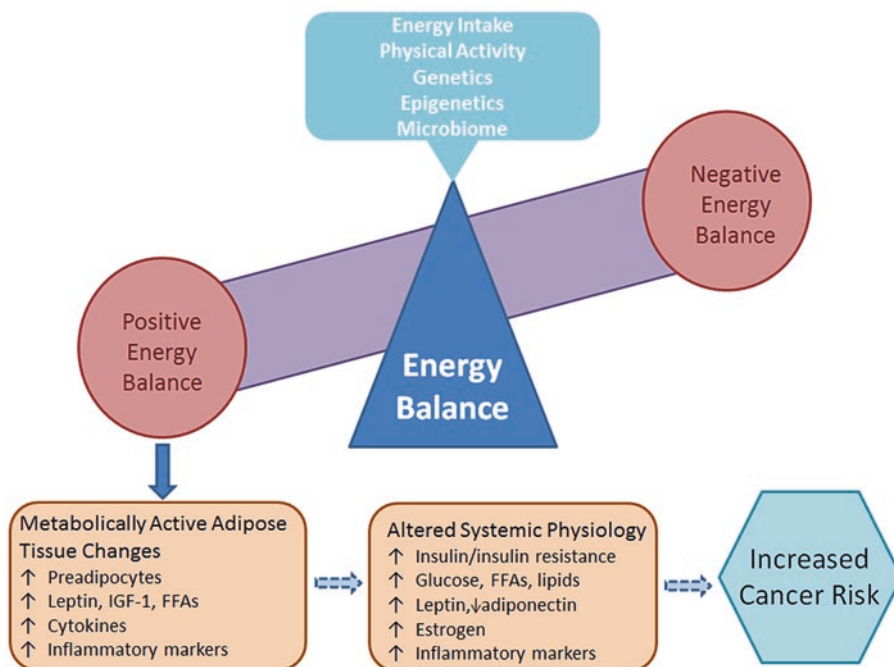 Energy Intake
Physical Activity
Genetics
Epigenetics
Microbiome
Negative
Energy
Balance
Positive
Energy
Balance
Energy
Balance
Metabolically Active Adipose
Tissue Changes
↑ Preadipocytes
↑ Leptin, IGF-1, FFAs
↑ Cytokines
↑ Inflammatory markers
Altered Systemic Physiology
↑ Insulin/insulin resistance
↑ Glucose, FFAs, lipids
↑ Leptin,↓adiponectin
↑ Estrogen
↑ Inflammatory markers
Increased
Cancer Risk